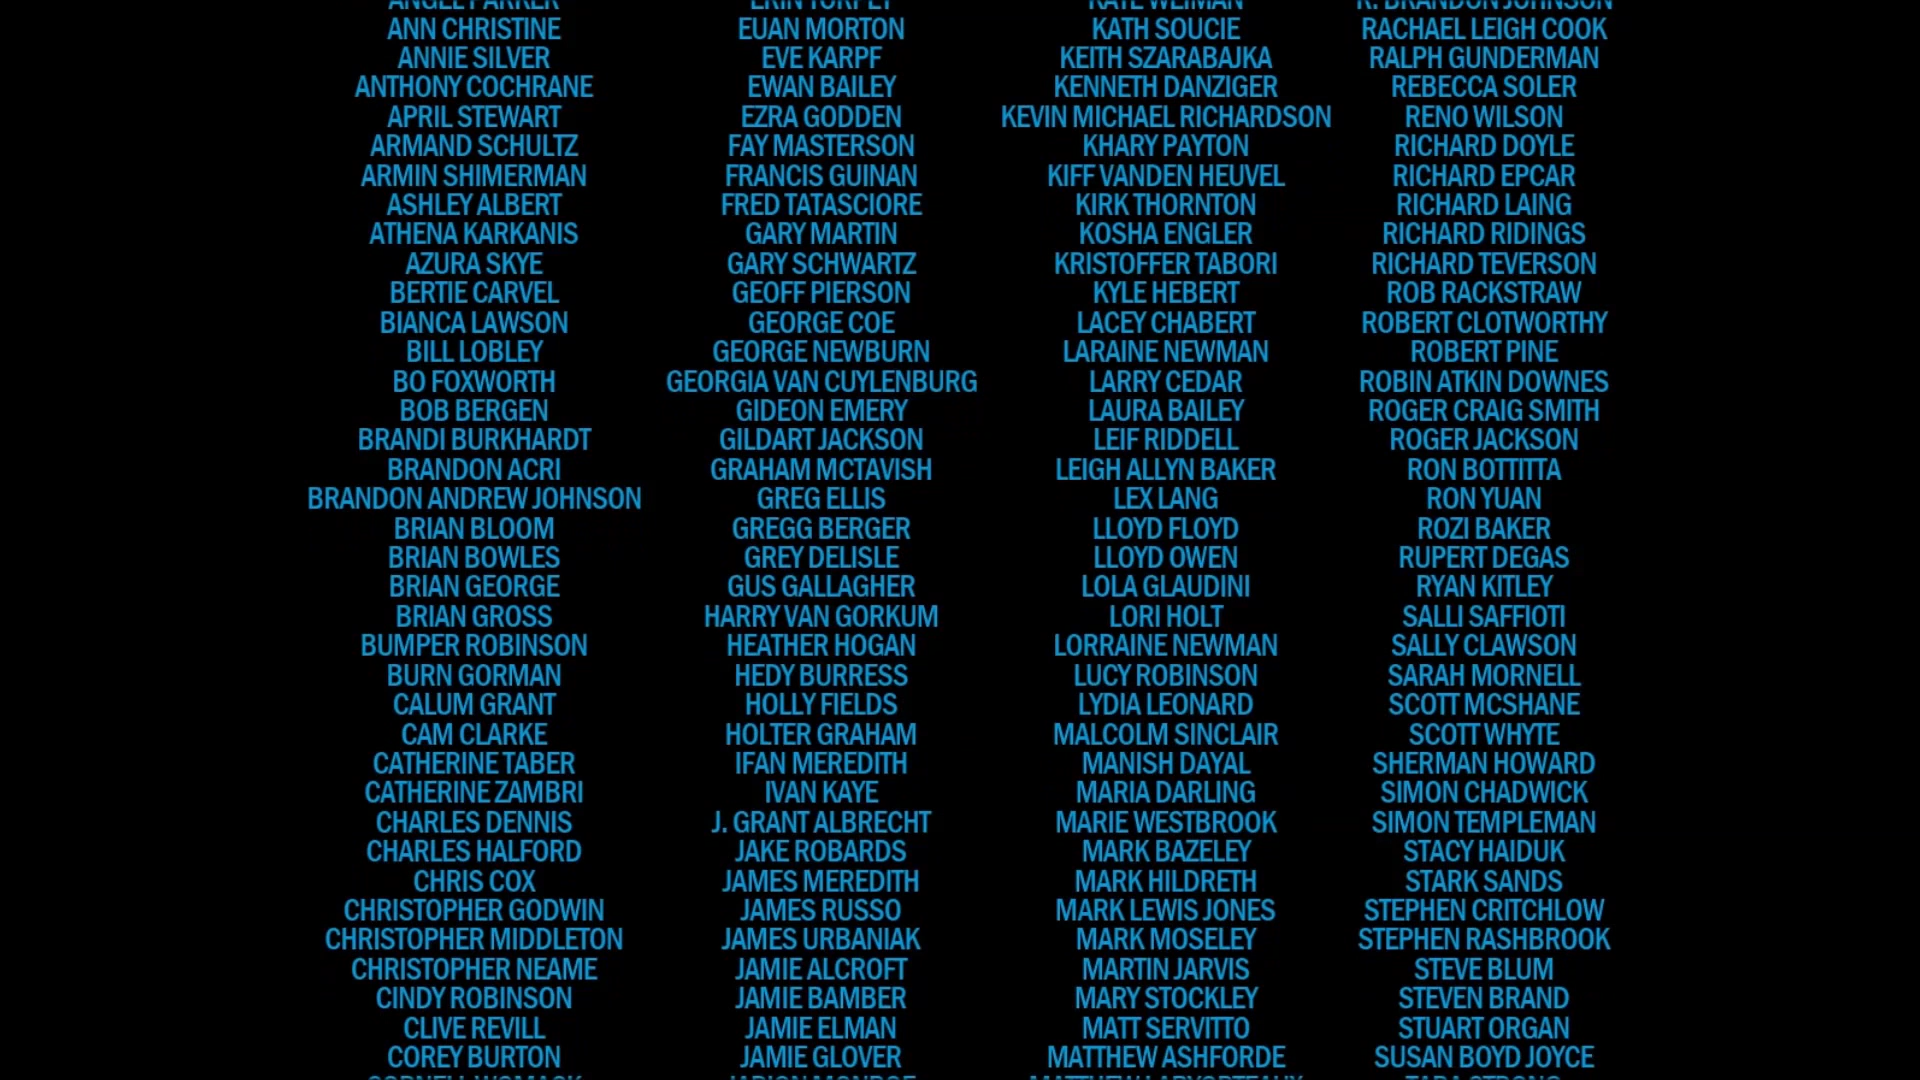 ANN CHRISTINE
ANNIE SILVER
ANTHONY COCHRANE
APRIL STEWART
ARMAND SCHULTZ
ARMIN SHIMERMAN
ASHLEY ALBERT
ATHENA KARKANIS
AZURA SKYE
BERTIE CARVEL
BIANCA LAWSON
BILL LOBLEY
BO FOXWORTH
BOB BERGEN
BRANDI BURKHARDT
BRANDON ACRI
BRANDON ANDREW JOHNSON
BRIAN BLOOM
BRIAN BOWLES
BRIAN GEORGE
BRIAN GROSS
BUMPER ROBINSON
BURN GORMAN
CALUM GRANT
CAM CLARKE
CATHERINE TABER
CATHERINE ZAMBRI
CHARLES DENNIS
CHARLES HALFORD
CHRIS COX
CHRISTOPHER GODWIN
CHRISTOPHER MIDDLETON
CHRISTOPHER NEAME
CINDY ROBINSON
CLIVE REVILL
COREY BURTON
EUAN MORTON
EVE KARPF
EWAN BAILEY
EZRA GODDEN
FAY MASTERSON
FRANCIS GUINAN
FRED TATASCIORE
GARY MARTIN
GARY SCHWARTZ
GEOFF PIERSON
GEORGE COE
GEORGE NEWBURN
GEORGIA VAN CUYLENBURG
GIDEON EMERY
GILDART JACKSON
GRAHAM MCTAVISH
GREG ELLIS
GREGG BERGER
GREY DELISLE
GUS GALLAGHER
HARRY VAN GORKUM
HEATHER HOGAN
HEDY BURRESS
HOLLY FIELDS
HOLTER GRAHAM
IFAN MEREDITH
IVAN KAYE
J. GRANT ALBRECHT
JAKE ROBARDS
JAMES MEREDITH
JAMES RUSSO
JAMES URBANIAK
JAMIE ALCROFT
JAMIE BAMBER
JAMIE ELMAN
JAMIE GLOVER
KATE WEIMAN
KATH SOUCIE
KEITH SZARABAJKA
KENNETH DANZIGER
KEVIN MICHAEL RICHARDSON
KHARY PAYTON
KIFF VANDEN HEUVEL
KIRK THORNTON
KOSHA ENGLER
KRISTOFFER TABORI
KYLE HEBERT
LACEY CHABERT
LARAINE NEWMAN
LARRY CEDAR
LAURA BAILEY
LEIF RIDDELL
LEIGH ALLYN BAKER
LEX LANG
LLOYD FLOYD
LLOYD OWEN
LOLA GLAUDINI
LORI HOLT
LORRAINE NEWMAN
LUCY ROBINSON
LYDIA LEONARD
MALCOLM SINCLAIR
MANISH DAYAL
MARIA DARLING
MARIE WESTBROOK
MARK BAZELEY
MARK HILDRETH
MARK LEWIS JONES
MARK MOSELEY
MARTIN JARVIS
MARY STOCKLEY
MATT SERVITTO
MATTHEW ASHFORDE
R. BRANDON JOHNSON
RACHAEL LEIGH COOK
RALPH GUNDERMAN
REBECCA SOLER
RENO WILSON
RICHARD DOYLE
RICHARD EPCAR
RICHARD LAING
RICHARD RIDINGS
RICHARD TEVERSON
ROB RACKSTRAW
ROBERT CLOTWORTHY
ROBERT PINE
ROBIN ATKIN DOWNES
ROGER CRAIG SMITH
ROGER JACKSON
RON BOTTITTA
RON YUAN
ROZI BAKER
RUPERT DEGAS
RYAN KITLEY
SALLI SAFFIOTI
SALLY CLAWSON
SARAH MORNELL
SCOTT MCSHANE
SCOTT WHYTE
SHERMAN HOWARD
SIMON CHADWICK
SIMON TEMPLEMAN
STACY HAIDUK
STARK SANDS
STEPHEN CRITCHLOW
STEPHEN RASHBROOK
STEVE BLUM
STEVEN BRAND
STUART ORGAN
SUSAN BOYD JOYCE